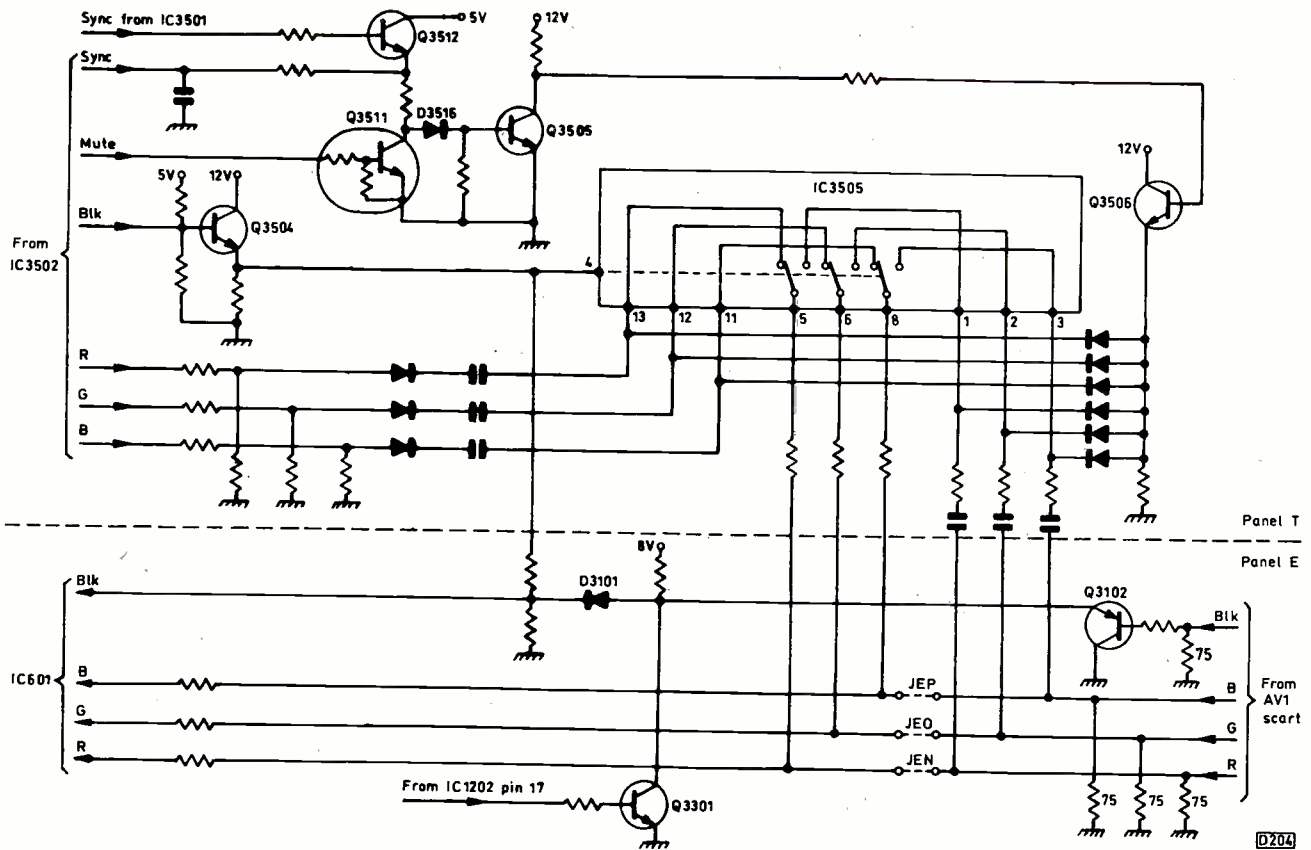 Sync from IC3501
5V
12V
Q3512
Sync
Q3511
D3516
Q3505
Mute
5V
12V
IC3505
12V
Q3506
Blk
Q3504
From
IC3502
4
13
12
11
5
6
8
1
2
3
R
G
B
Panel T
Panel E
8V
Blk
D3101
Q3102
Blk
75
IC601
B
JEP
B
From
AV1
scart
G
JEO
G
R
JEN
R
From IC1202 pin 17
Q3301
75
75
75
D204